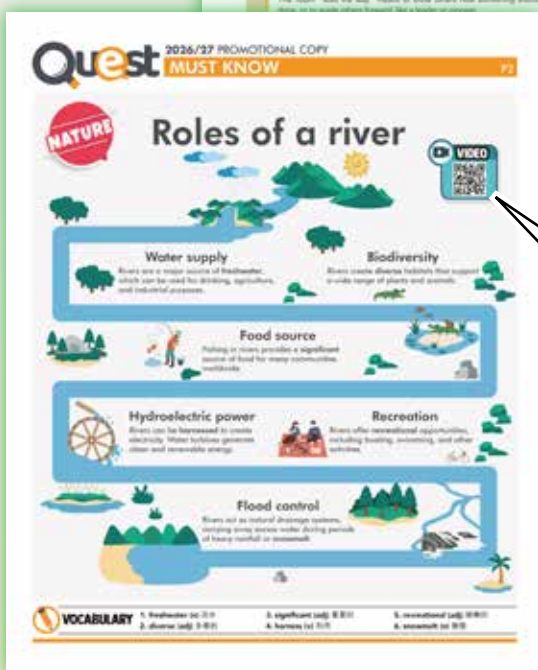 Quest
2026/27 PROMOTIONAL COPY
MUST KNOW
P2
NATURE
Roles of a river
VIDEO
Water supply
Rivers are a major source of freshwater,
which can be used for drinking, agriculture,
and industrial purposes.
Biodiversity
Rivers create diverse habitats that support
a wide range of plants and animals.
Food source
Fishing in rivers provides a significant
source of food for many communities
worldwide.
Hydroelectric power
Rivers can be harnessed to create
electricity. Water turbines generate
clean and renewable energy.
Recreation
Rivers offer recreational opportunities,
including boating, swimming, and other
activities.
Flood control
Rivers act as natural drainage systems,
carrying away excess water during periods
of heavy rainfall or snowmelt.
VOCABULARY
1. freshwater (n)
2. diverse (adj)
3. significant (adj)
4. harness (v)
5. recreational (adj)
6. snowmelt (n)